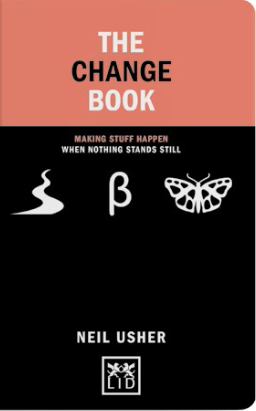 THE
CHANGE
BOOK
MAKING STUFF HAPPEN
WHEN NOTHING STANDS STILL
β
NEIL USHER
LID